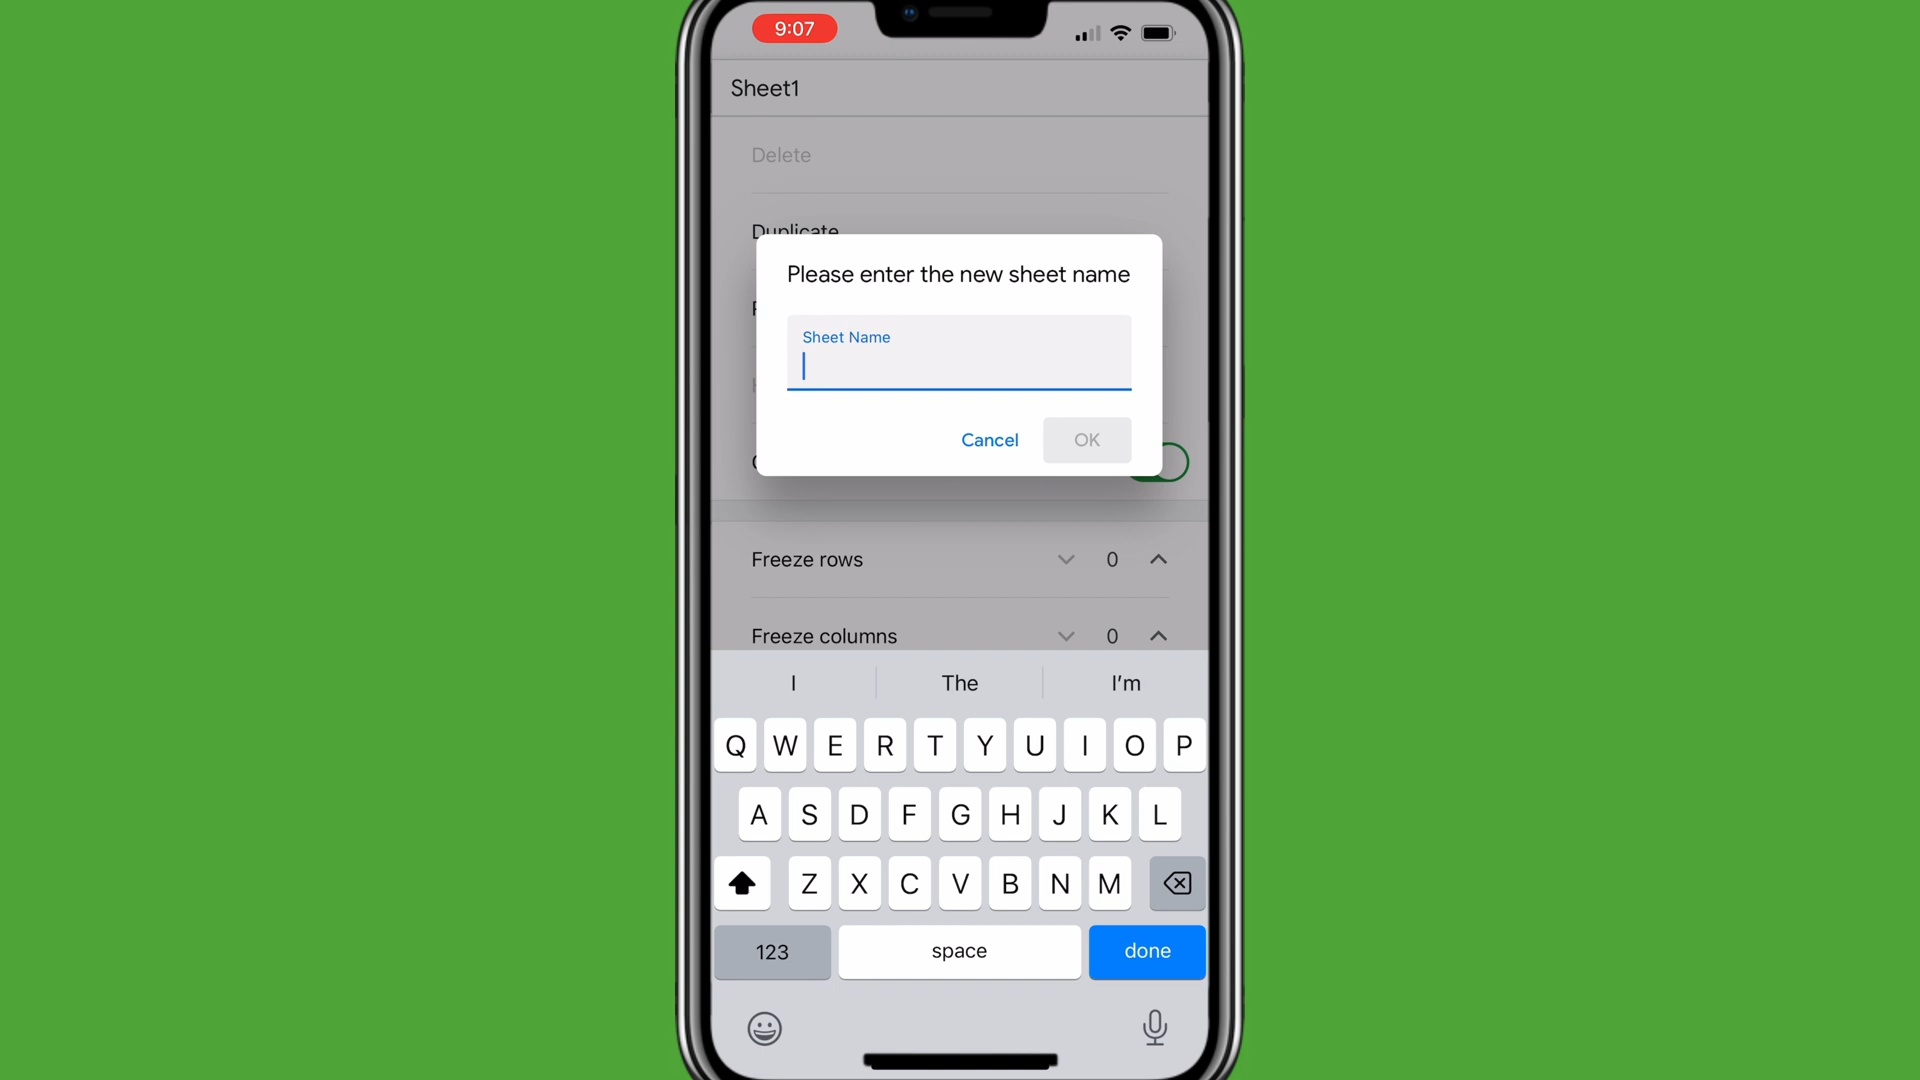 9:07
Sheet1
Delete
Duplicate
Please enter the new sheet name
Sheet Name
Cancel OK
Freeze rows 0
Freeze columns 0
I The I'm
Q W E R T Y U I O P
A S D F G H J K L
Z X C V B N M
123 space done